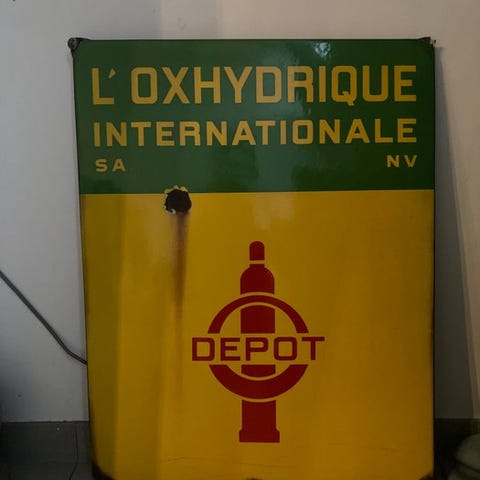 L'OXHYDRIQUE
INTERNATIONALE
SA NV
DEPOT